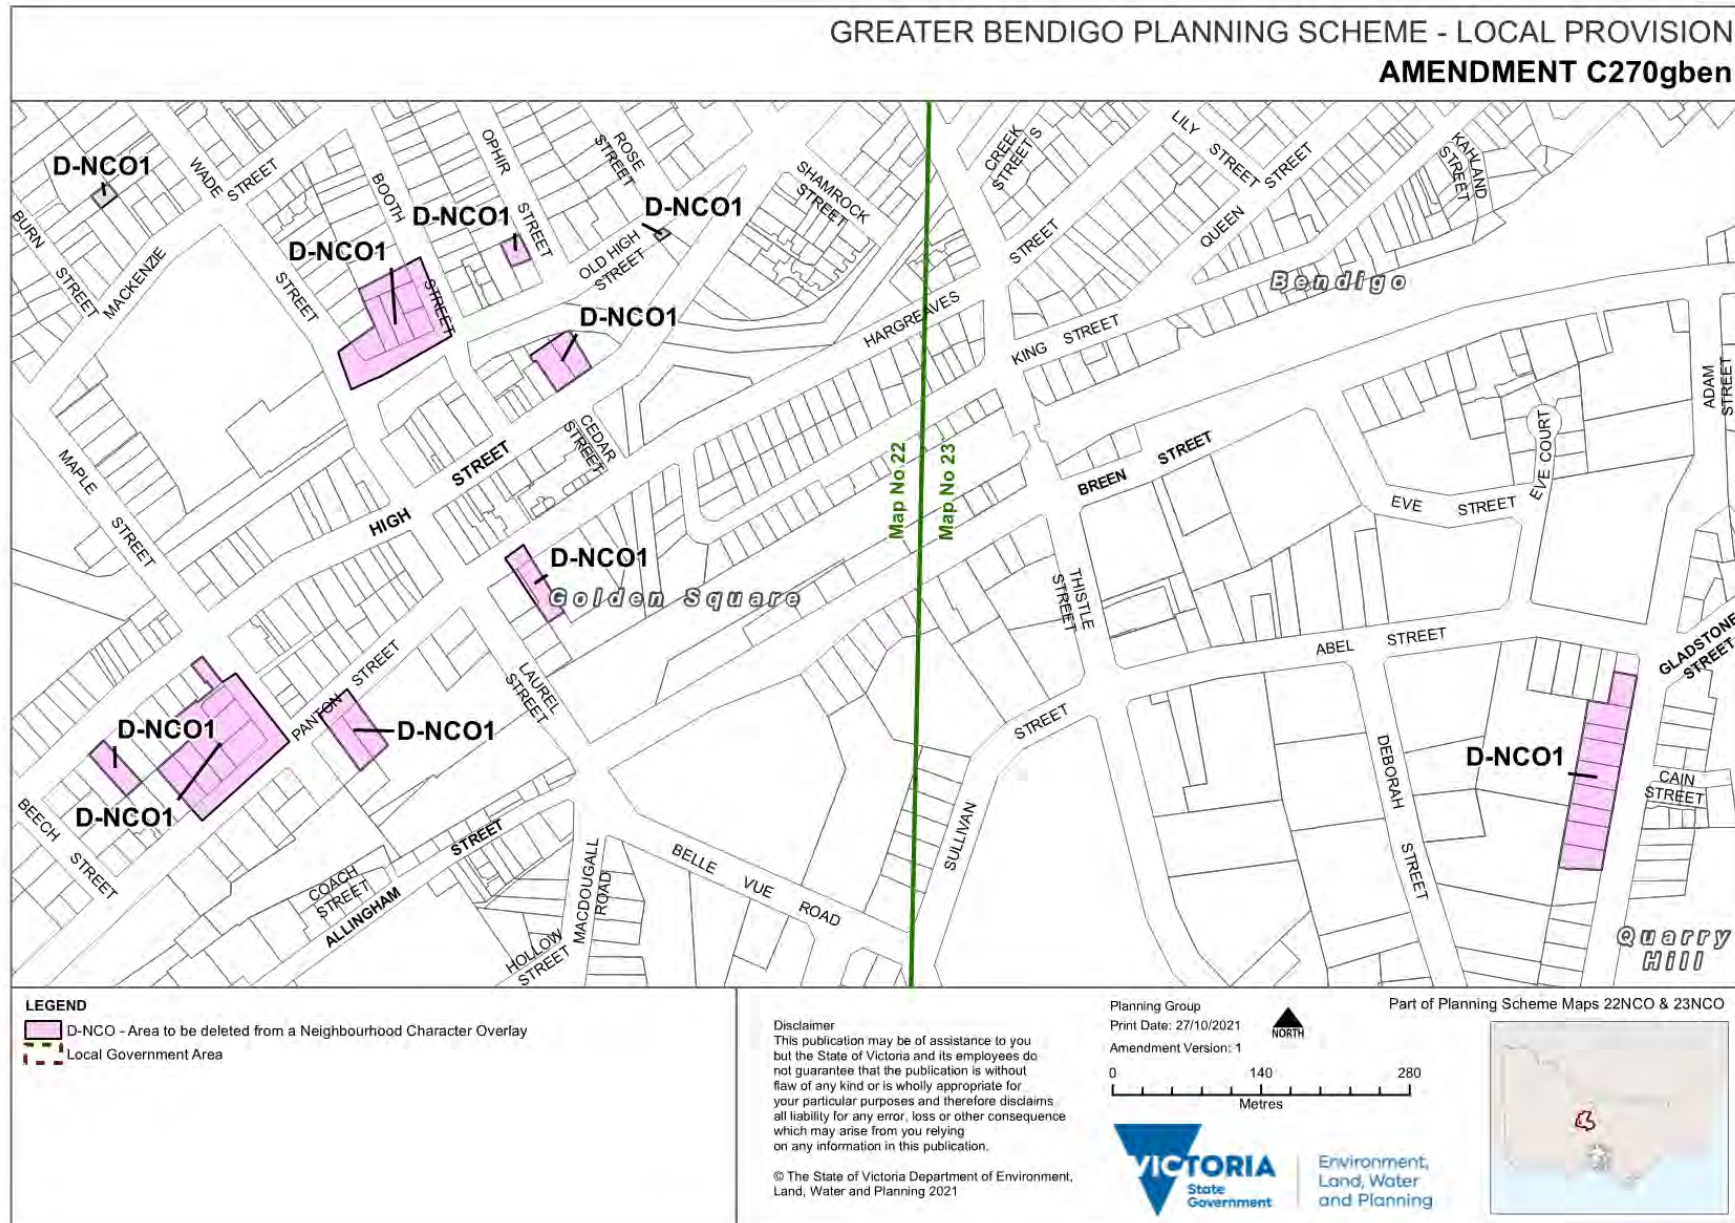 GREATER BENDIGO PLANNING SCHEME - LOCAL PROVISION
AMENDMENT C270gben
D-NCO1
WADE
STREET
BURN
STREET
MACKENZIE
STREET
BOOTH
STREET
OPHIR
STREET
ROSE
STREET
D-NCO1
D-NCO1
D-NCO1
OLD HIGH
STREET
D-NCO1
SHAMROCK
STREET
CREEK
STREET S
LILY
STREET
QUEEN
STREET
KAHLAND
STREET
STREET
HARGREAVES
KING STREET
Bendigo
ADAM
STREET
MAPLE
STREET
HIGH
STREET
CEDAR
STREET
Map No 22
Map No 23
BREEN STREET
EVE STREET
EVE COURT
D-NCO1
Golden Square
THISTLE
STREET
ABEL STREET
GLADSTONE
STREET
PANTON STREET
LAUREL
STREET
D-NCO1
D-NCO1
D-NCO1
BEECH
STREET
SULLIVAN
STREET
DEBORAH
STREET
D-NCO1
CAIN
STREET
COACH
STREET
ALLINGHAM
STREET
HOLLOW
STREET
MACDOUGALL
ROAD
BELLE VUE ROAD
Quarry
Hill
LEGEND
D-NCO - Area to be deleted from a Neighbourhood Character Overlay
Local Government Area
Disclaimer
This publication may be of assistance to you
but the State of Victoria and its employees do
not guarantee that the publication is without
flaw of any kind or is wholly appropriate for
your particular purposes and therefore disclaims
all liability for any error, loss or other consequence
which may arise from you relying
on any information in this publication.
© The State of Victoria Department of Environment,
Land, Water and Planning 2021
Planning Group
Print Date: 27/10/2021
Amendment Version: 1
NORTH
0 140 280
Metres
VICTORIA
State
Government
Environment,
Land, Water
and Planning
Part of Planning Scheme Maps 22NCO & 23NCO